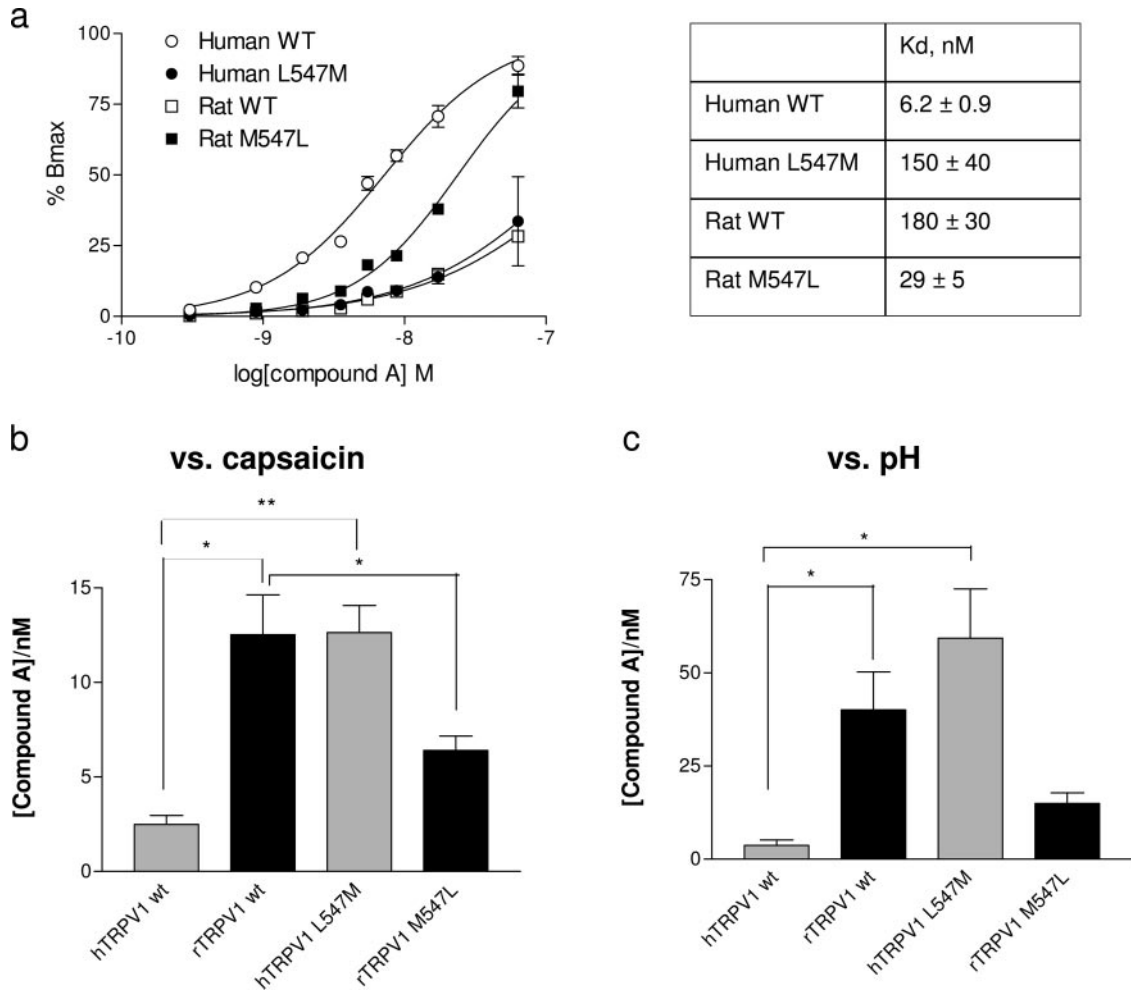 a
% Bmax
100
75
50
25
0
-10
-9
-8
-7
log[compound A] M
Human WT
Human L547M
Rat WT
Rat M547L
Kd, nM
Human WT 6.2 ± 0.9
Human L547M 150 ± 40
Rat WT 180 ± 30
Rat M547L 29 ± 5
b
vs. capsaicin
**
*
*
[Compound A]/nM
15
10
5
0
hTRPV1 wt
rTRPV1 wt
hTRPV1 L547M
rTRPV1 M547L
c
vs. pH
*
*
[Compound A]/nM
75
50
25
0
hTRPV1 wt
rTRPV1 wt
hTRPV1 L547M
rTRPV1 M547L